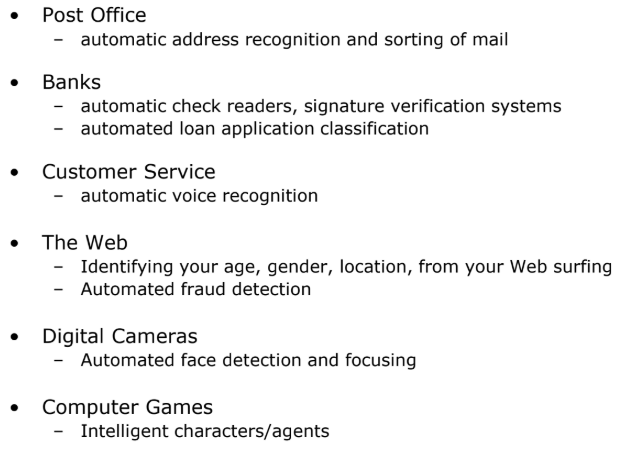 • Post Office
– automatic address recognition and sorting of mail
• Banks
– automatic check readers, signature verification systems
– automated loan application classification
• Customer Service
– automatic voice recognition
• The Web
– Identifying your age, gender, location, from your Web surfing
– Automated fraud detection
• Digital Cameras
– Automated face detection and focusing
• Computer Games
– Intelligent characters/agents